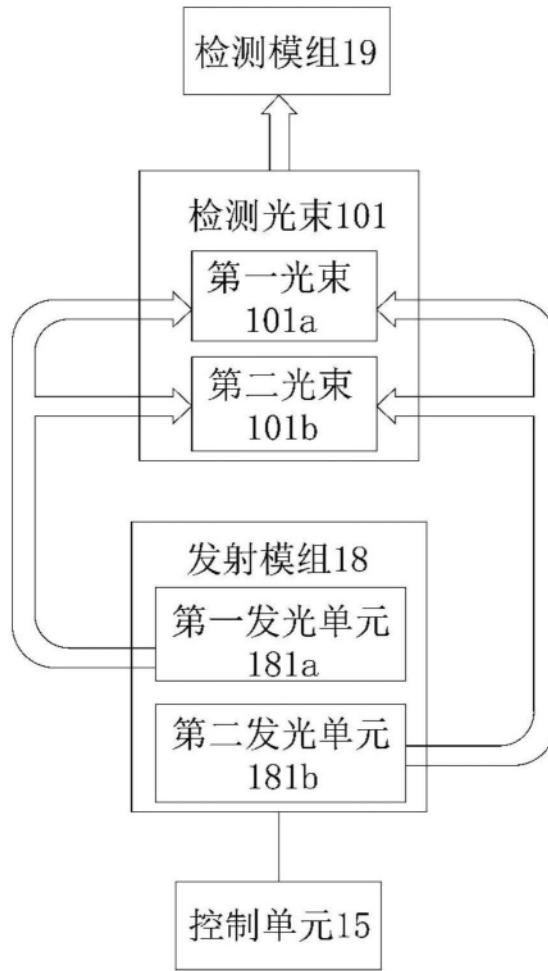 检测模组19
检测光束101
第一光束
101a
第二光束
101b
发射模组18
第一发光单元
181a
第二发光单元
181b
控制单元15